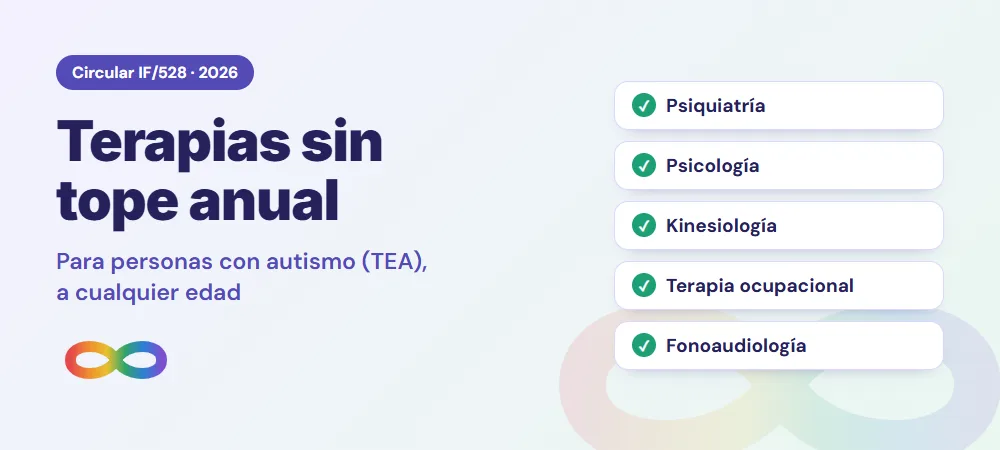 Circular IF/528 · 2026
Terapias sin
tope anual
Para personas con autismo (TEA),
a cualquier edad
Psiquiatría
Psicología
Kinesiología
Terapia ocupacional
Fonoaudiología